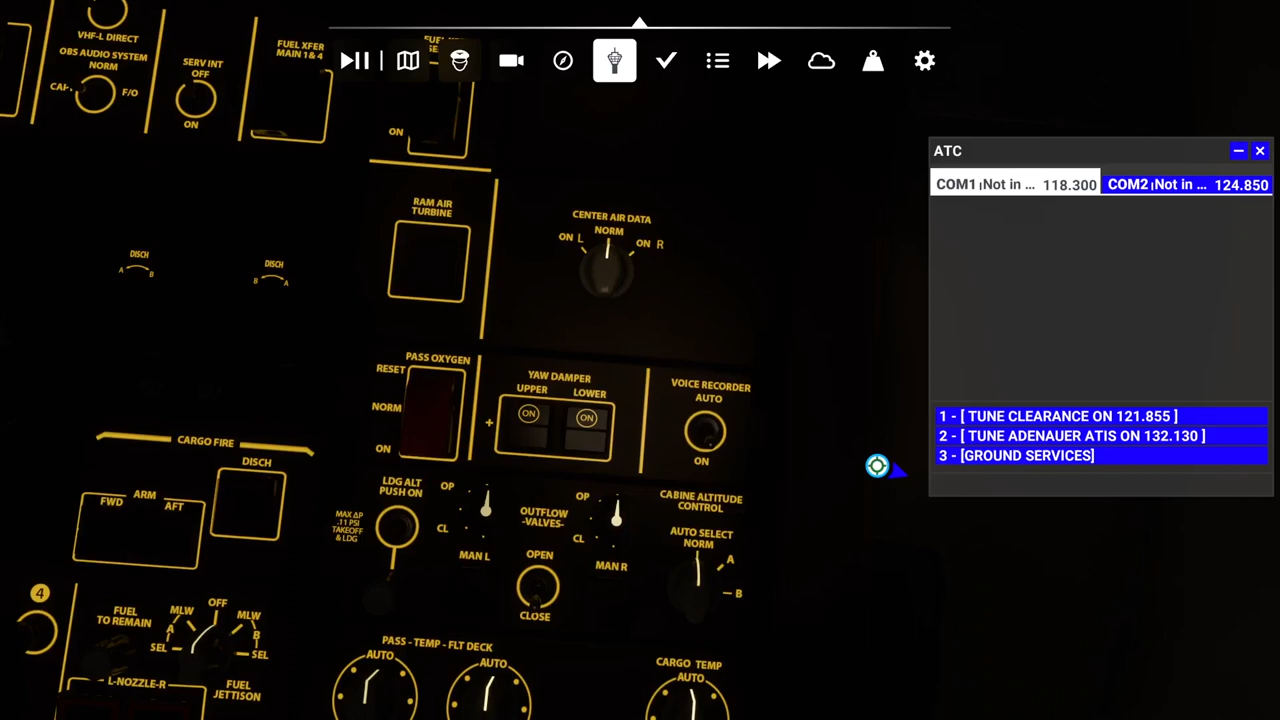 VHF-L DIRECT
OBS AUDIO SYSTEM
NORM
F/O
SERV INT
OFF
ON
FUEL XFER
MAIN 1 & 4
ON
RAM AIR
TURBINE
CENTER AIR DATA
NORM
ON L
ON R
DISCH
A B
DISCH
B A
PASS OXYGEN
RESET
NORM
ON
YAW DAMPER
UPPER LOWER
ON ON
VOICE RECORDER
AUTO
ON
CARGO FIRE
DISCH
ARM
FWD AFT
LDG ALT
PUSH ON
MAX ΔP
.11 PSI
TAKEOFF
& LDG
OP
CL
MAN L
OUTFLOW
-VALVES-
OP
CL
MAN R
OPEN
CLOSE
CABINE ALTITUDE
CONTROL
AUTO SELECT
NORM
A
B
4
FUEL
TO REMAIN
OFF
MLW MLW
A B
SEL SEL
L-NOZZLE-R
FUEL
JETTISON
PASS - TEMP - FLT DECK
AUTO AUTO
CARGO TEMP
AUTO
ATC
COM1 Not in ... 118.300 COM2 Not in ... 124.850
1 - [ TUNE CLEARANCE ON 121.855 ]
2 - [ TUNE ADENAUER ATIS ON 132.130 ]
3 - [GROUND SERVICES]